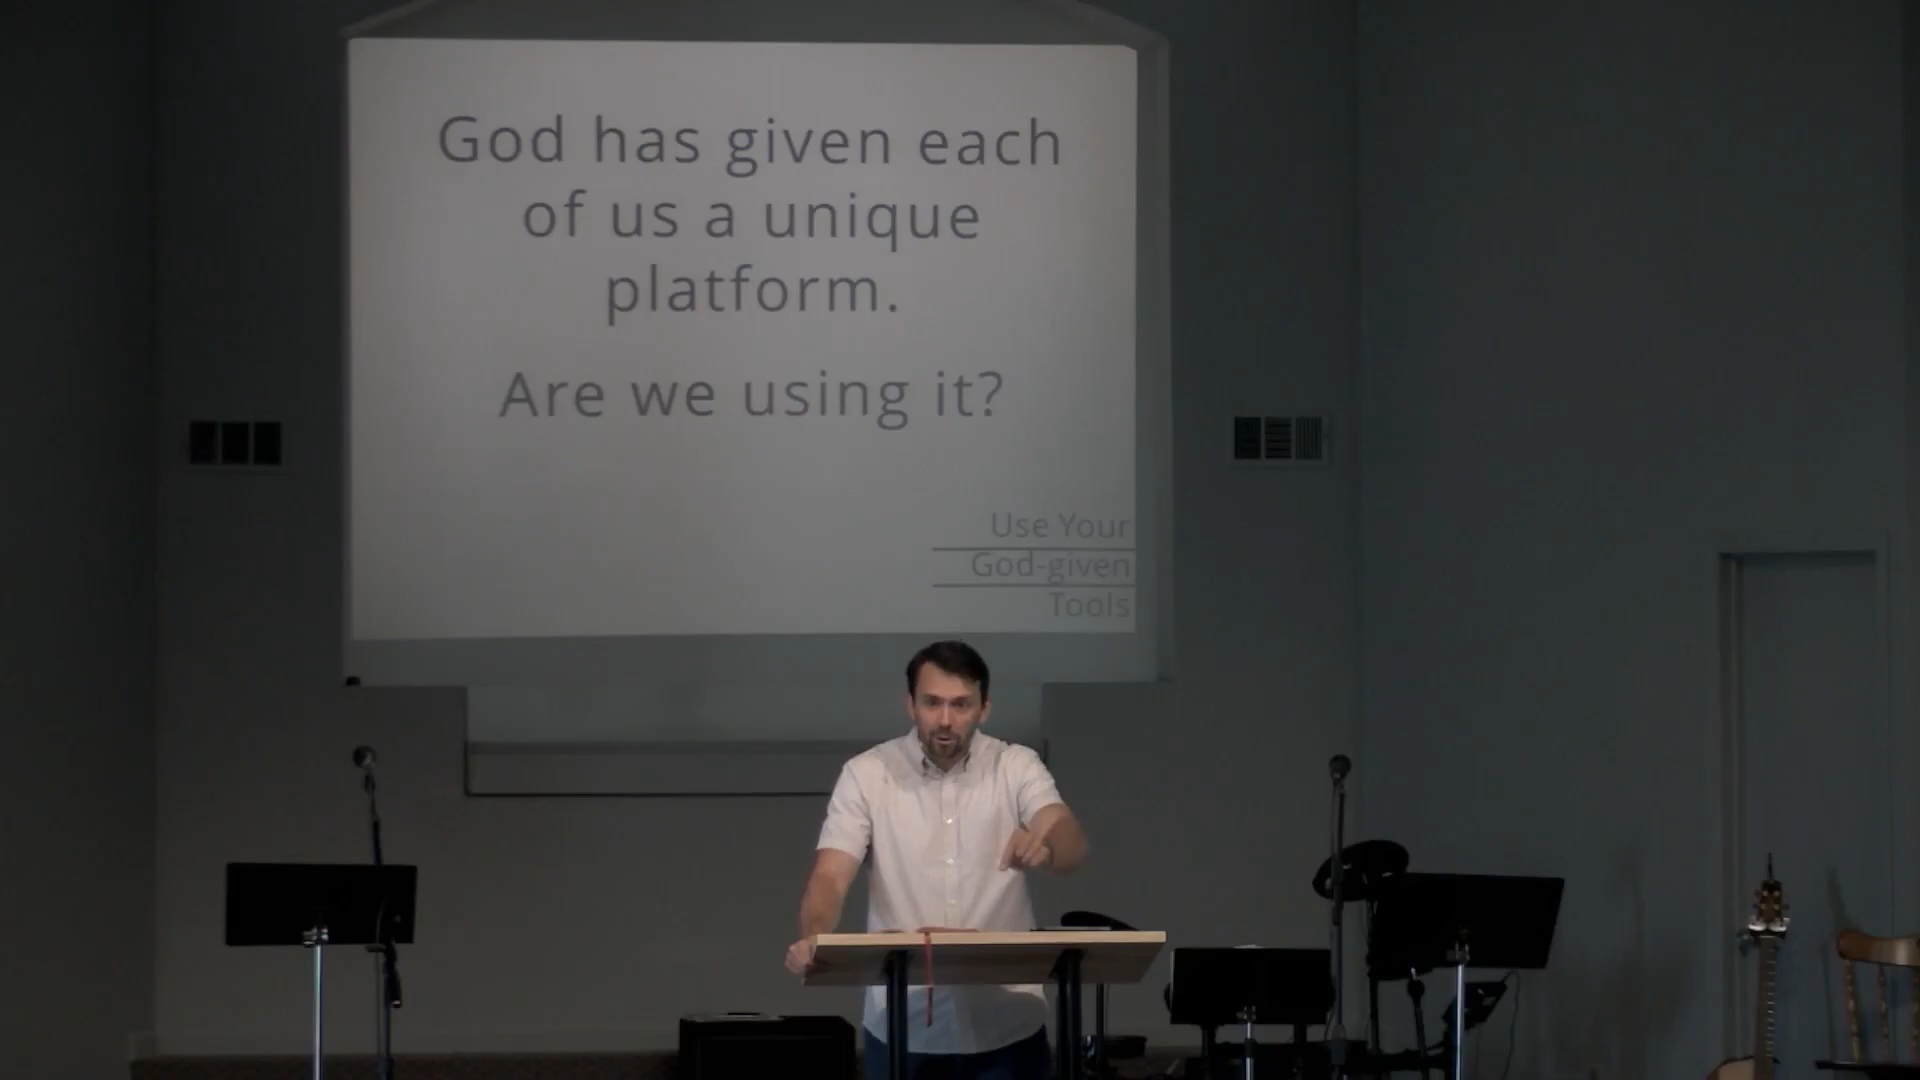 God has given each
of us a unique
platform.
Are we using it?
Use Your
God-given
Tools